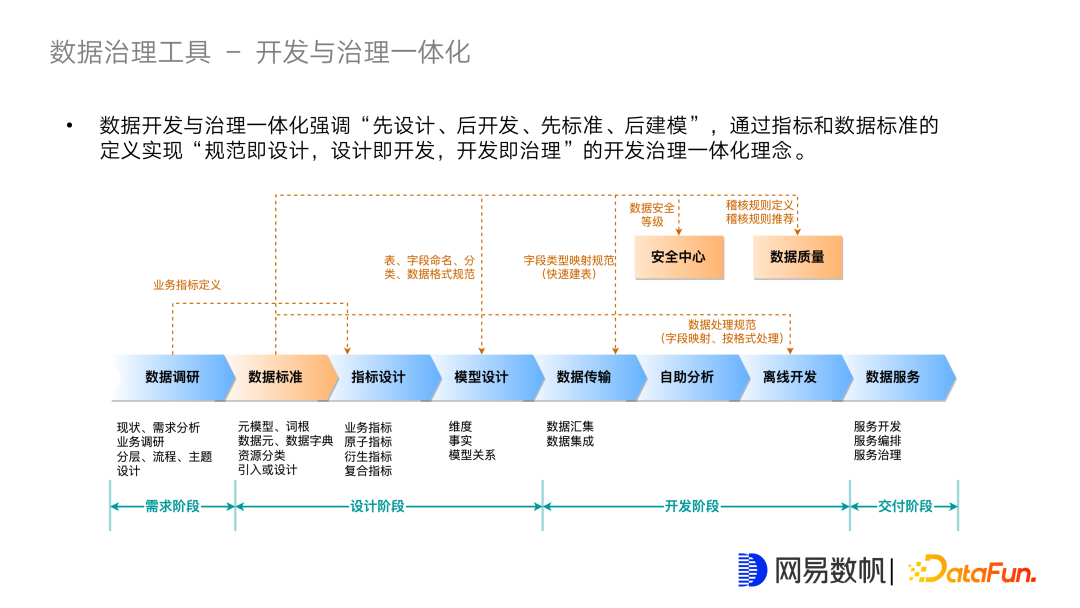 数据治理工具 － 开发与治理一体化
• 数据开发与治理一体化强调“先设计、后开发、先标准、后建模”，通过指标和数据标准的
定义实现“规范即设计，设计即开发，开发即治理”的开发治理一体化理念。
数据安全
等级
稽核规则定义
稽核规则推荐
安全中心
数据质量
表、字段命名、分
类、数据格式规范
字段类型映射规范
（快速建表）
业务指标定义
数据处理规范
（字段映射、按格式处理）
数据调研
数据标准
指标设计
模型设计
数据传输
自助分析
离线开发
数据服务
现状、需求分析
业务调研
分层、流程、主题
设计
元模型、词根
数据元、数据字典
资源分类
引入或设计
业务指标
原子指标
衍生指标
复合指标
维度
事实
模型关系
数据汇集
数据集成
服务开发
服务编排
服务治理
需求阶段
设计阶段
开发阶段
交付阶段
网易数帆
DataFun.